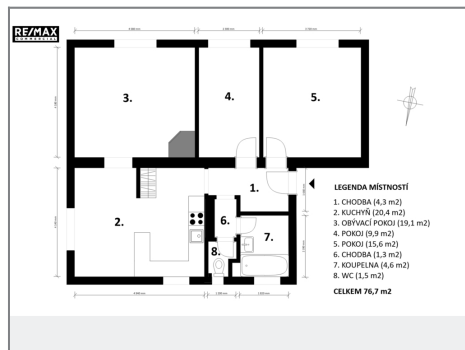 RE/MAX
COMMERCIAL
3.
4.
5.
1.
2.
6.
7.
8.
LEGENDA MÍSTNOSTÍ
1. CHODBA (4,3 m2)
2. KUCHYŇ (20,4 m2)
3. OBÝVACÍ POKOJ (19,1 m2)
4. POKOJ (9,9 m2)
5. POKOJ (15,6 m2)
6. CHODBA (1,3 m2)
7. KOUPELNA (4,6 m2)
8. WC (1,5 m2)
CELKEM 76,7 m2